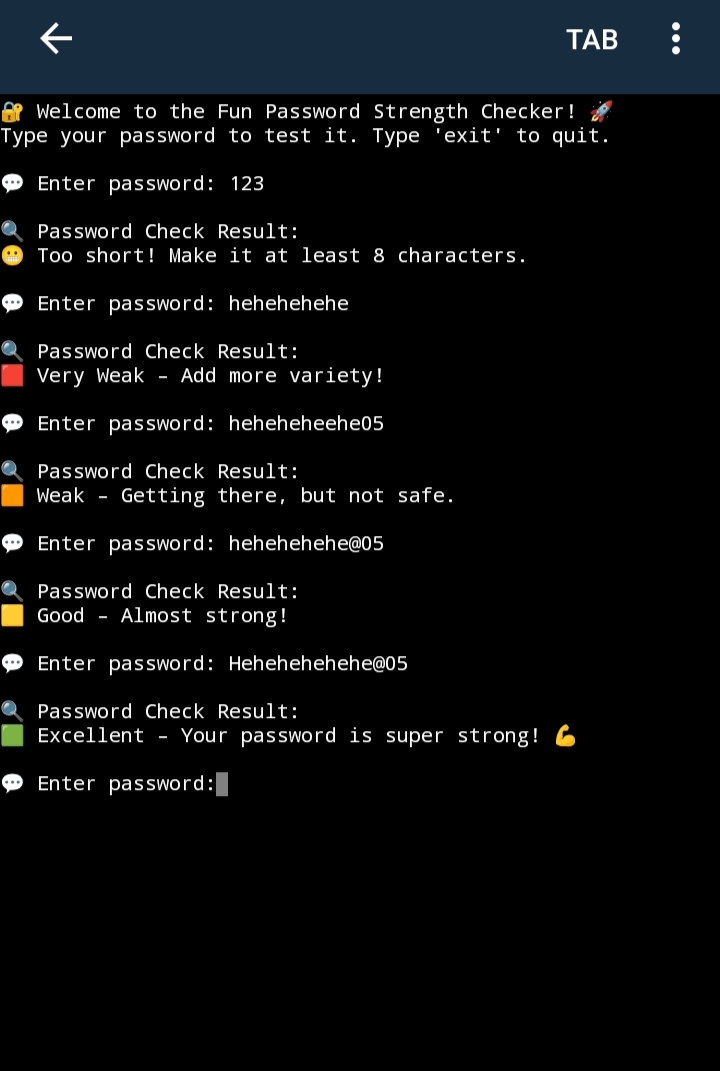 TAB
🔐 Welcome to the Fun Password Strength Checker! 🚀
Type your password to test it. Type 'exit' to quit.
💬 Enter password: 123
🔍 Password Check Result:
😬 Too short! Make it at least 8 characters.
💬 Enter password: hehehehehe
🔍 Password Check Result:
🟥 Very Weak – Add more variety!
💬 Enter password: heheheheehe05
🔍 Password Check Result:
🟧 Weak – Getting there, but not safe.
💬 Enter password: hehehehehe@05
🔍 Password Check Result:
🟨 Good – Almost strong!
💬 Enter password: Hehehehehehe@05
🔍 Password Check Result:
🟩 Excellent – Your password is super strong! 💪
💬 Enter password: